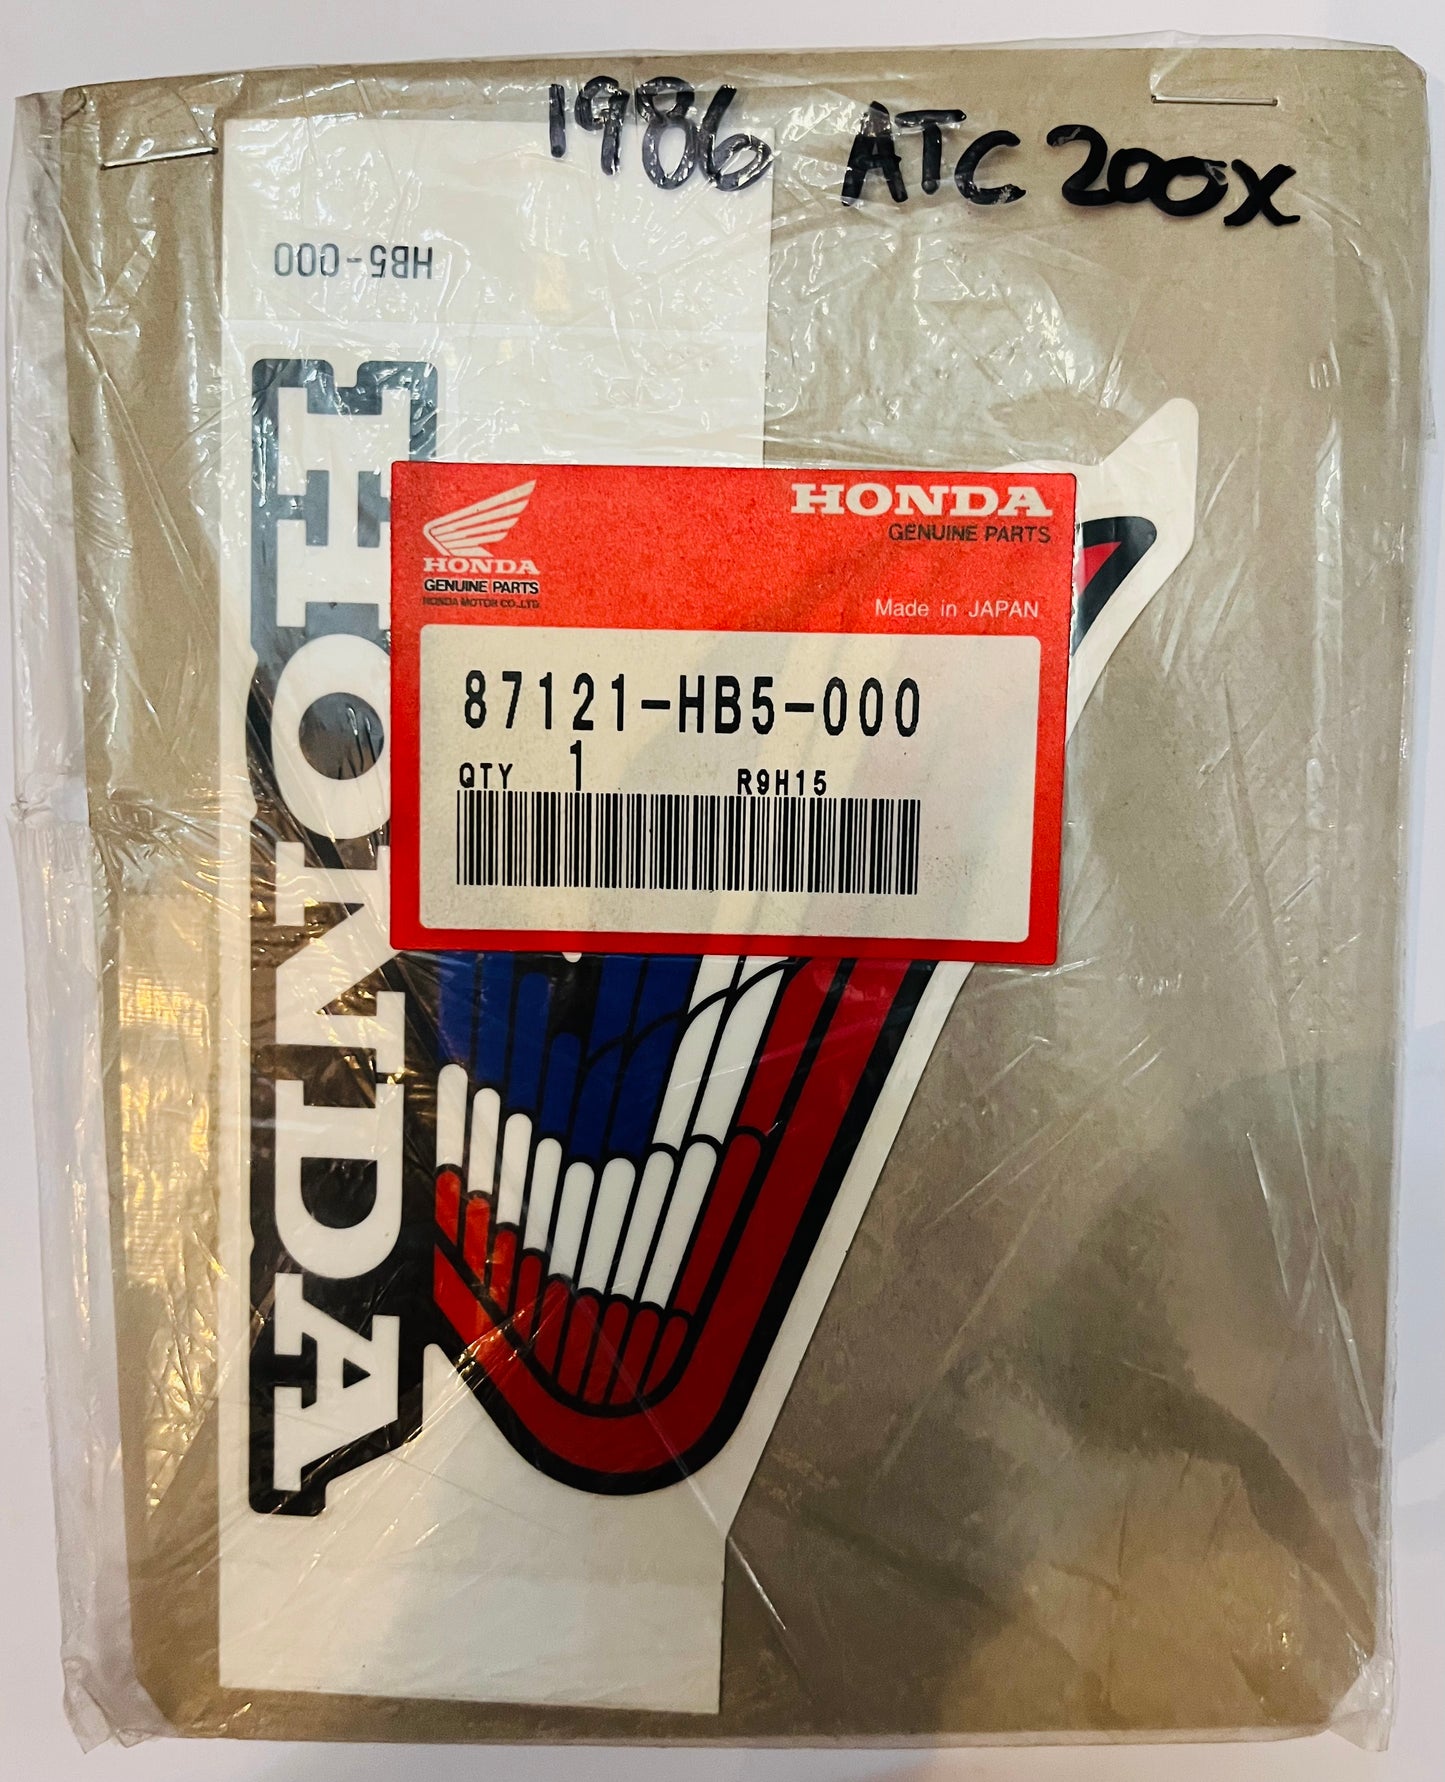 1986 ATC 200X
HB5-000
HONDA
HONDA
GENUINE PARTS
HONDA MOTOR CO.,LTD.
HONDA
GENUINE PARTS
Made in JAPAN
87121-HB5-000
QTY 1 R9H15